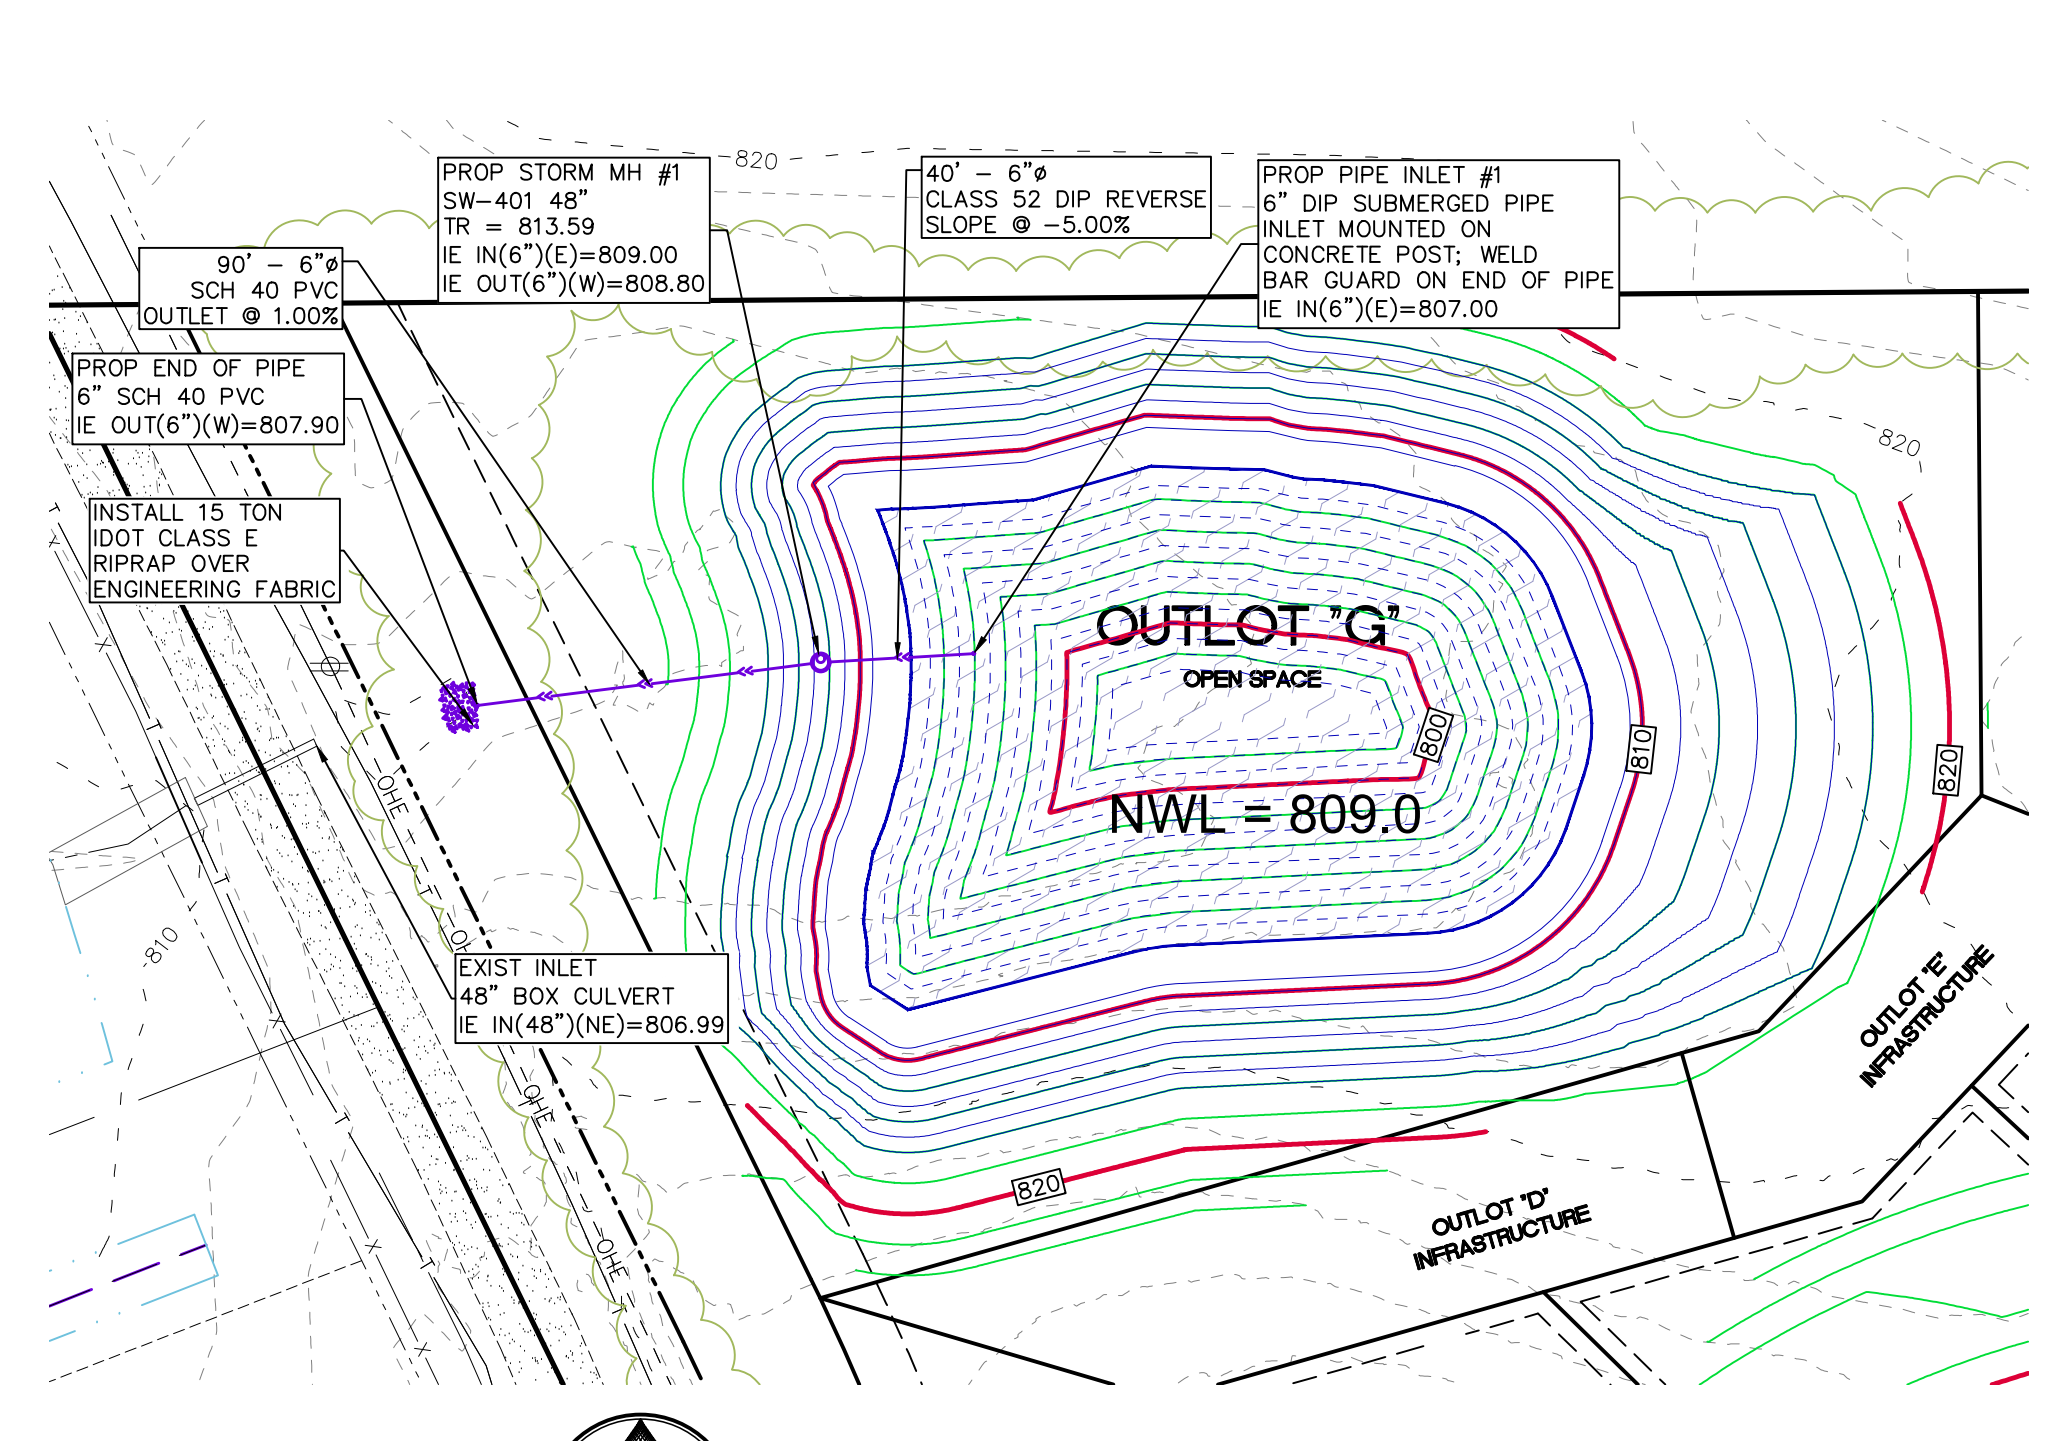 820
PROP STORM MH #1
SW-401 48"
TR = 813.59
IE IN(6")(E)=809.00
IE OUT(6")(W)=808.80
40' - 6"ø
CLASS 52 DIP REVERSE
SLOPE @ -5.00%
PROP PIPE INLET #1
6" DIP SUBMERGED PIPE
INLET MOUNTED ON
CONCRETE POST; WELD
BAR GUARD ON END OF PIPE
IE IN(6")(E)=807.00
90' - 6"ø
SCH 40 PVC
OUTLET @ 1.00%
PROP END OF PIPE
6" SCH 40 PVC
IE OUT(6")(W)=807.90
820
INSTALL 15 TON
IDOT CLASS E
RIPRAP OVER
ENGINEERING FABRIC
OUTLOT "G"
OPEN SPACE
800
810
820
NWL = 809.0
OHE
OHE
810
EXIST INLET
48" BOX CULVERT
IE IN(48")(NE)=806.99
OUTLOT "E"
INFRASTRUCTURE
OHE
820
OUTLOT "D"
INFRASTRUCTURE
OHE